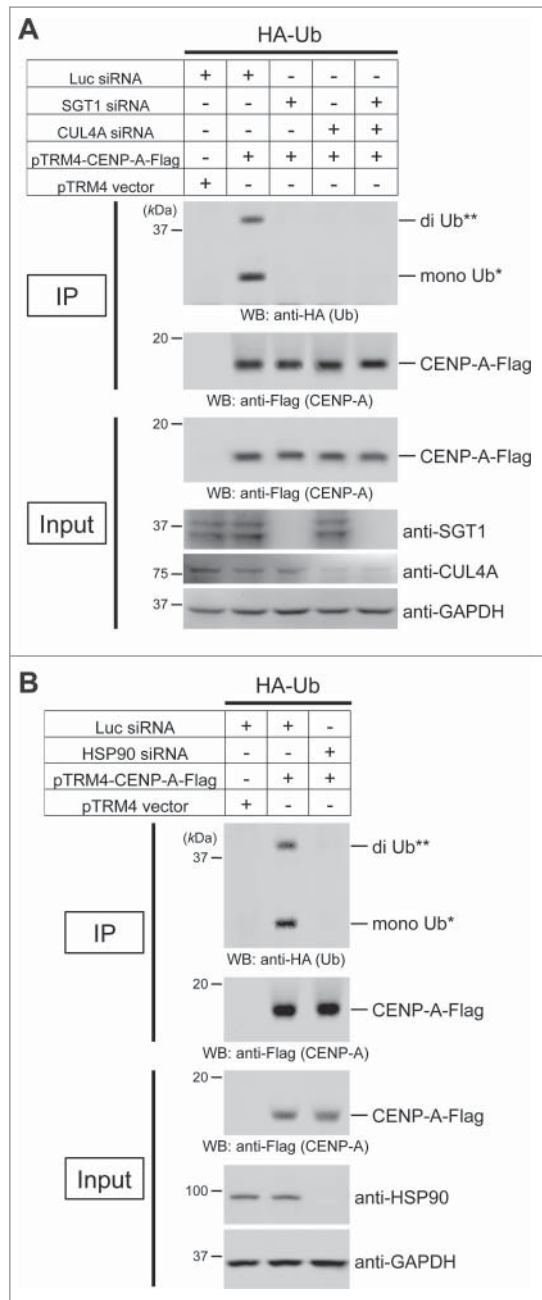 A
HA-Ub
Luc siRNA + + - - -
SGT1 siRNA - - + - +
CUL4A siRNA - - - + +
pTRM4-CENP-A-Flag - + + + +
pTRM4 vector + - - - -
(kDa)
37
di Ub**
mono Ub*
IP
WB: anti-HA (Ub)
20
CENP-A-Flag
WB: anti-Flag (CENP-A)
20
CENP-A-Flag
WB: anti-Flag (CENP-A)
Input
37
anti-SGT1
75
anti-CUL4A
37
anti-GAPDH
B
HA-Ub
Luc siRNA + + -
HSP90 siRNA - - +
pTRM4-CENP-A-Flag - + +
pTRM4 vector + - -
(kDa)
37
di Ub**
mono Ub*
IP
WB: anti-HA (Ub)
20
CENP-A-Flag
WB: anti-Flag (CENP-A)
20
CENP-A-Flag
WB: anti-Flag (CENP-A)
Input
100
anti-HSP90
37
anti-GAPDH